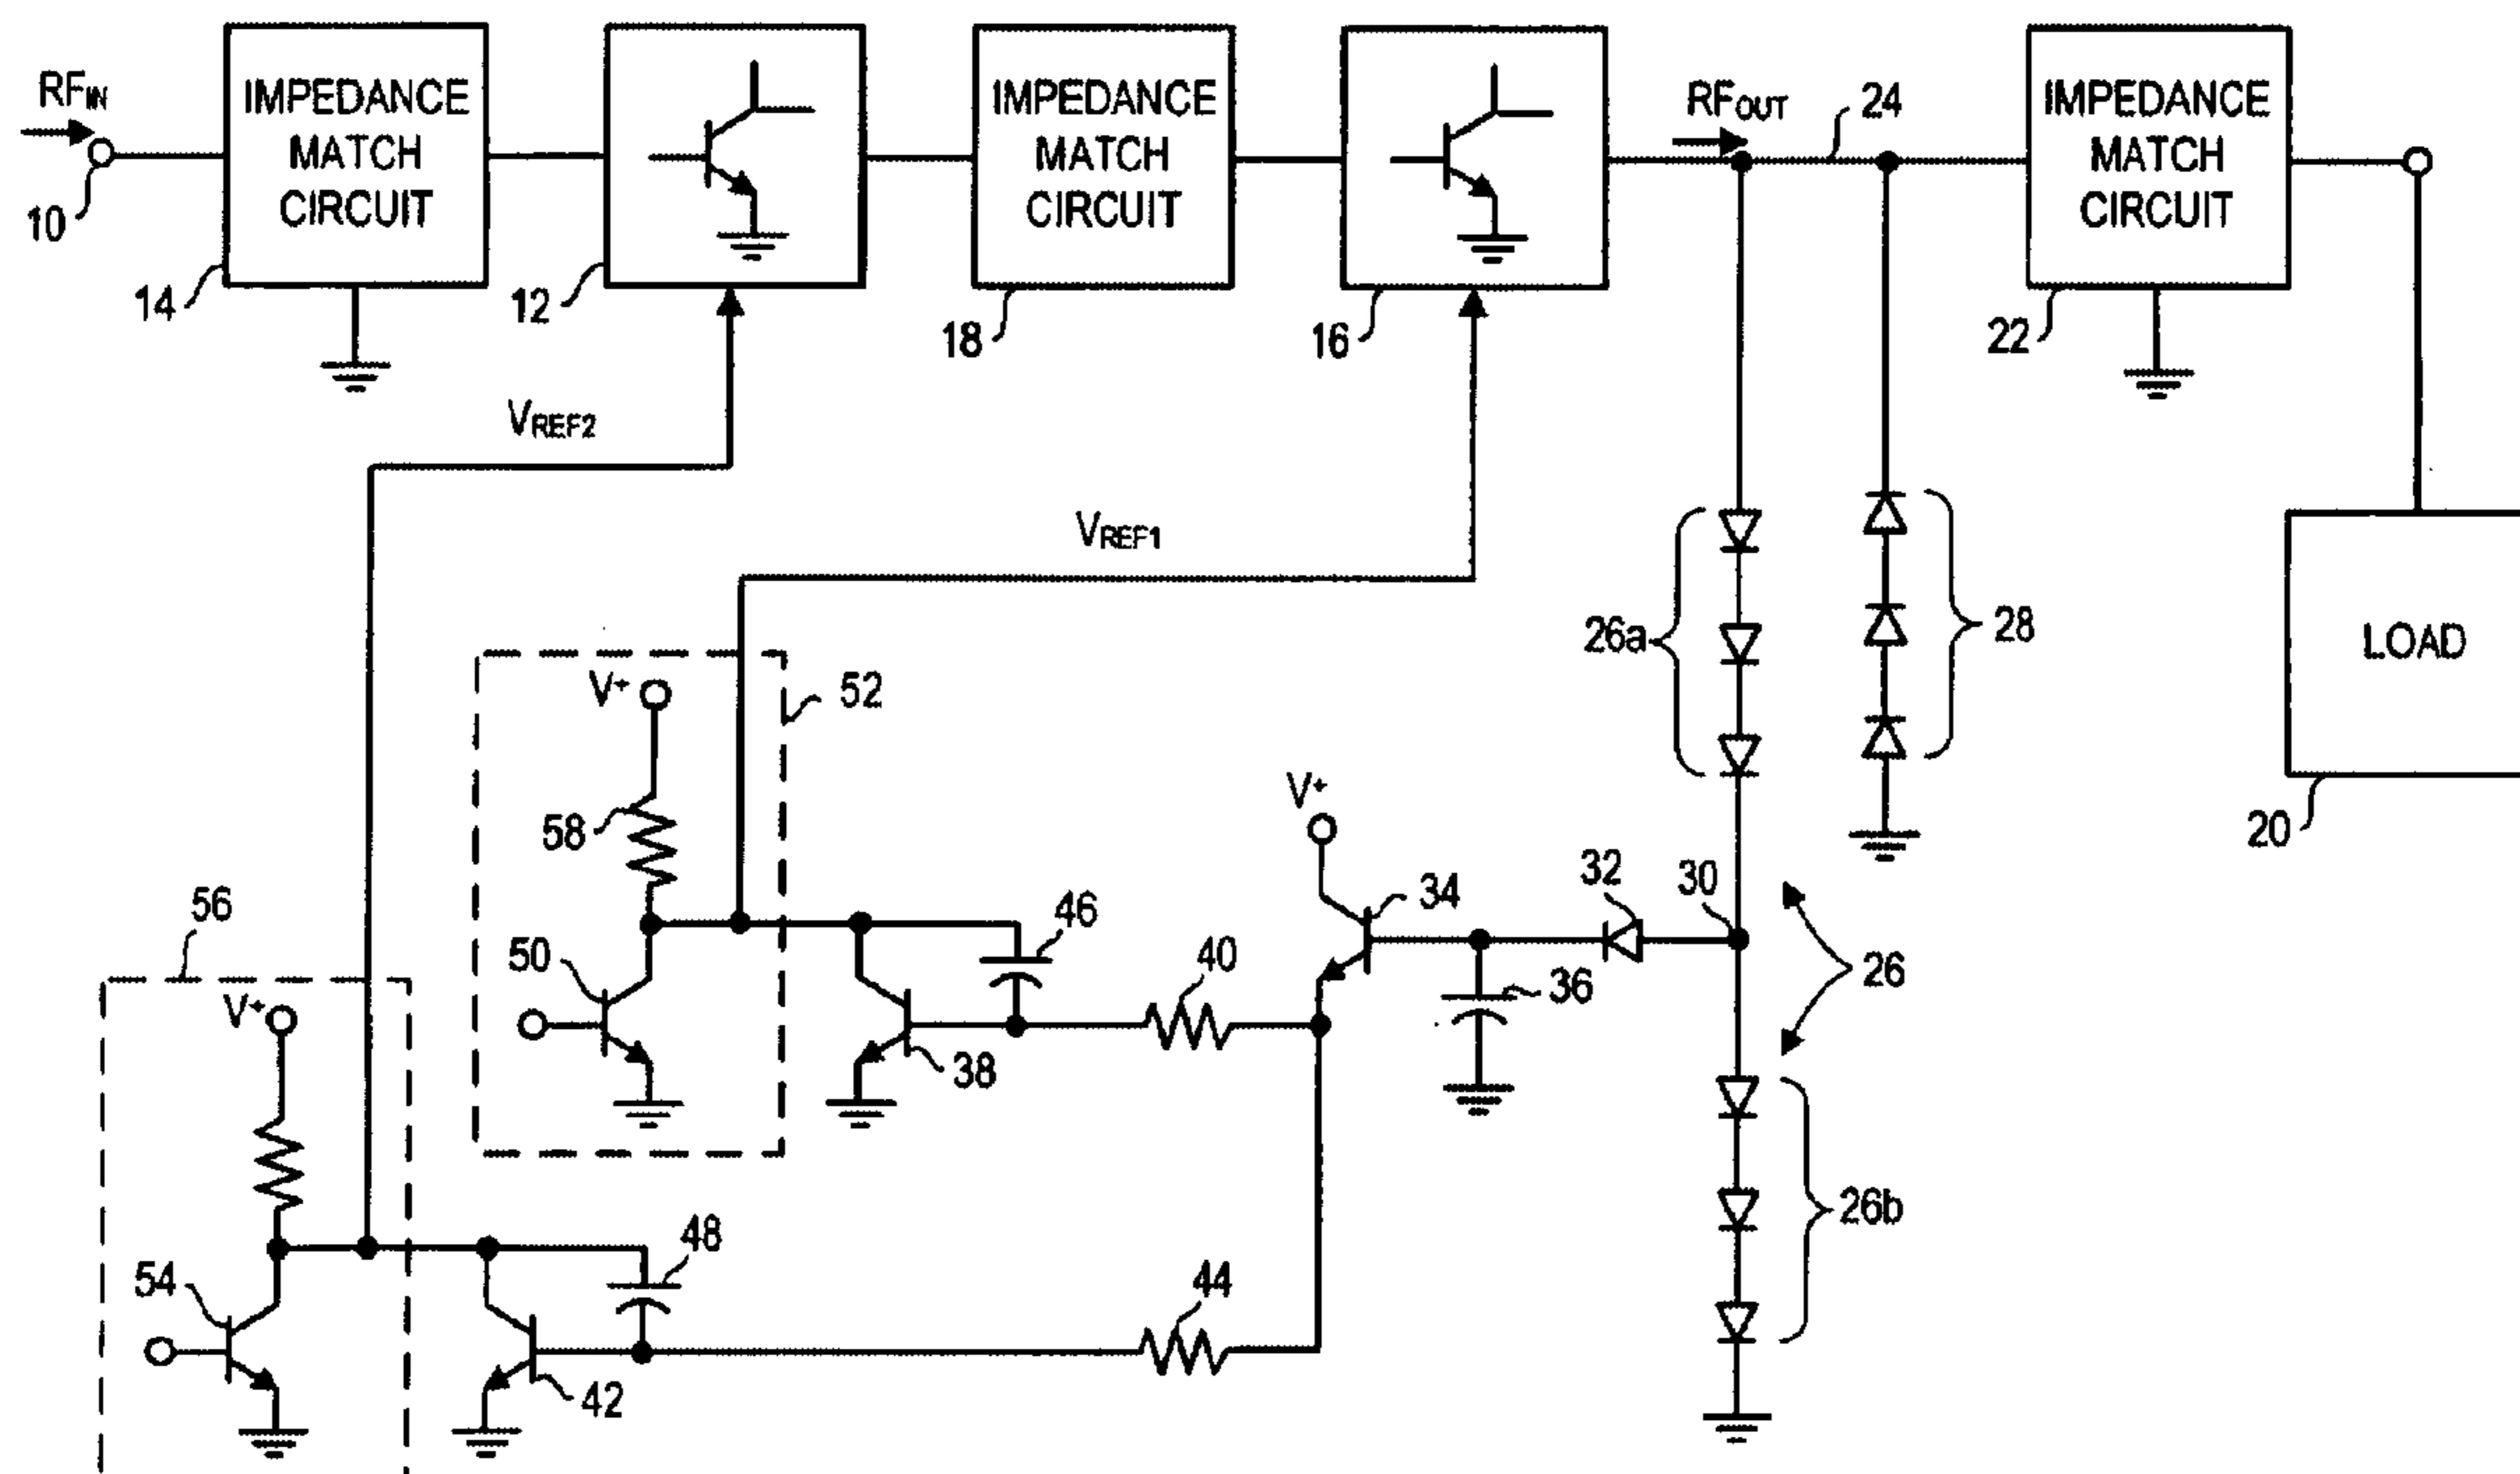 RFIN
10
IMPEDANCE
MATCH
CIRCUIT
14
12
IMPEDANCE
MATCH
CIRCUIT
18
16
RFOUT
24
IMPEDANCE
MATCH
CIRCUIT
22
VREF2
VREF1
26a
28
LOAD
20
V+
52
58
V+
32
30
34
46
56
50
40
36
26
V+
38
26b
48
44
54
42